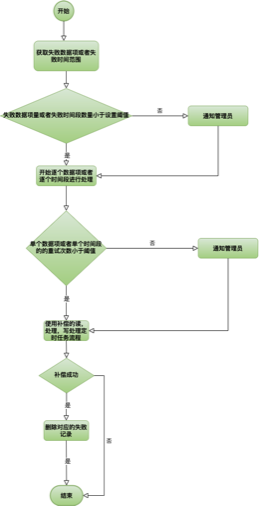 开始
获取失败数据项或者失
败时间范围
失败数据项量或者失败时间段数量小于设置阈值
否
通知管理员
是
开始逐个数据项或者
逐个时间段进行处理
单个数据项或者单个时间段
的的重试次数小于阈值
否
通知管理员
是
使用补偿的读,
处理,写处理定
时任务流程
补偿成功
是
否
删除对应的失败
记录
是
结束